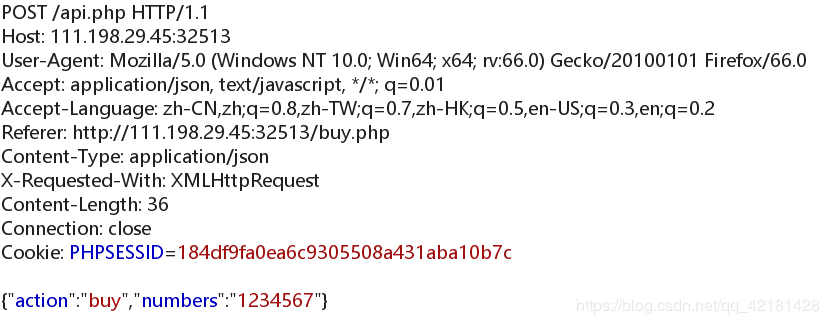 POST /api.php HTTP/1.1
Host: 111.198.29.45:32513
User-Agent: Mozilla/5.0 (Windows NT 10.0; Win64; x64; rv:66.0) Gecko/20100101 Firefox/66.0
Accept: application/json, text/javascript, */*; q=0.01
Accept-Language: zh-CN,zh;q=0.8,zh-TW;q=0.7,zh-HK;q=0.5,en-US;q=0.3,en;q=0.2
Referer: http://111.198.29.45:32513/buy.php
Content-Type: application/json
X-Requested-With: XMLHttpRequest
Content-Length: 36
Connection: close
Cookie: PHPSESSID=184df9fa0ea6c9305508a431aba10b7c
{"action":"buy","numbers":"1234567"}
https://blog.csdn.net/qq_42181428